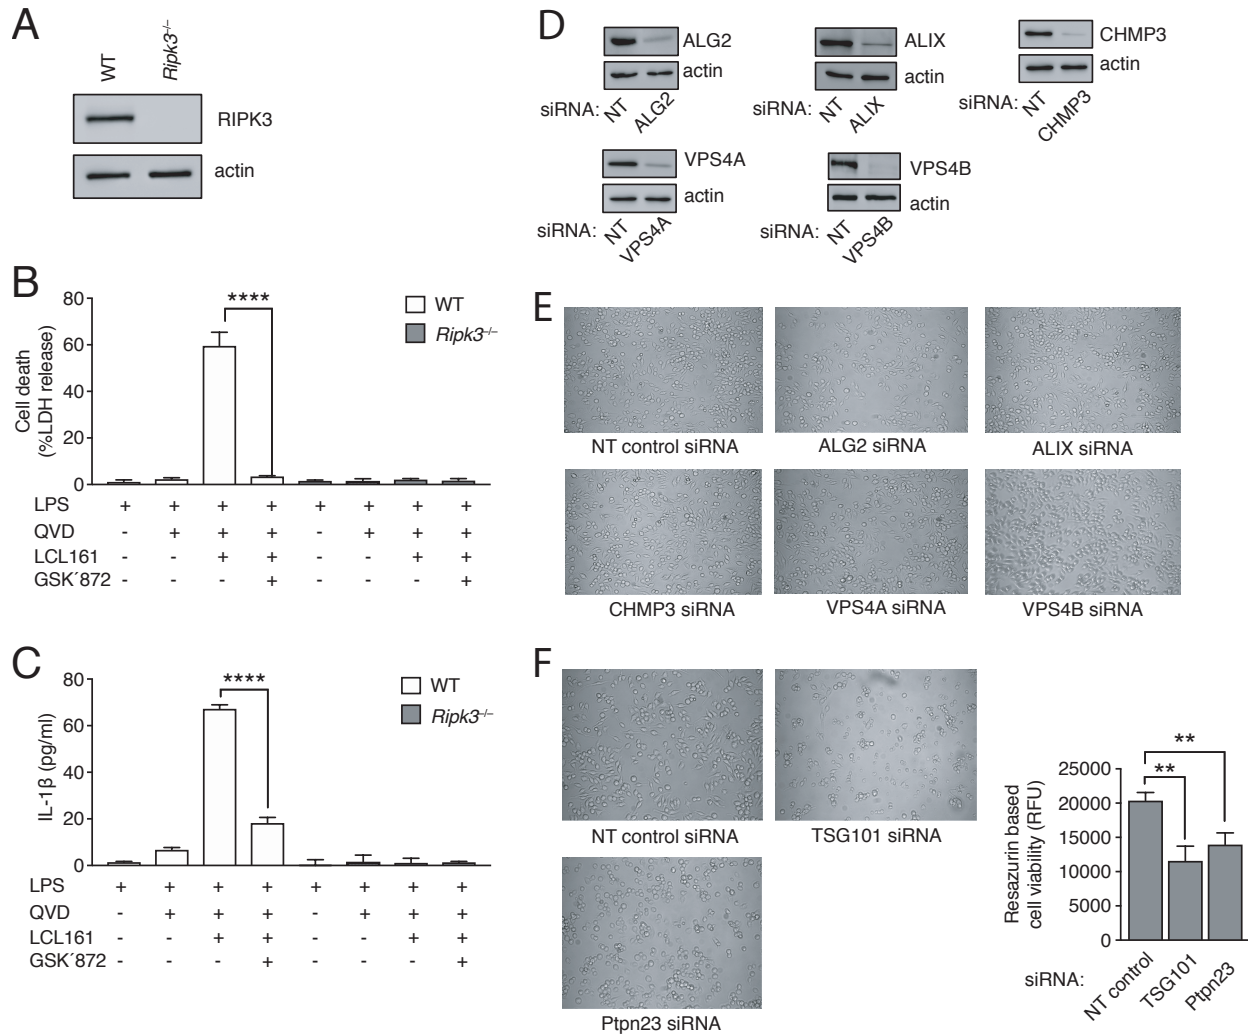 A
WT
Ripk3–/–
RIPK3
actin
B
80
60
40
20
0
Cell death
(%LDH release)
****
WT
Ripk3–/–
LPS + + + + + + + +
QVD - + + + - + + +
LCL161 - - + + - - + +
GSK´872 - - - + - - - +
C
80
60
40
20
0
IL-1β (pg/ml)
****
WT
Ripk3–/–
LPS + + + + + + + +
QVD - + + + - + + +
LCL161 - - + + - - + +
GSK´872 - - - + - - - +
D
ALG2
actin
siRNA: NT ALG2
ALIX
actin
siRNA: NT ALIX
CHMP3
actin
siRNA: NT CHMP3
VPS4A
actin
siRNA: NT VPS4A
VPS4B
actin
siRNA: NT VPS4B
E
NT control siRNA
ALG2 siRNA
ALIX siRNA
CHMP3 siRNA
VPS4A siRNA
VPS4B siRNA
F
NT control siRNA
TSG101 siRNA
Ptpn23 siRNA
Resazurin based
cell viability (RFU)
25000
20000
15000
10000
5000
0
**
**
siRNA: NT control TSG101 Ptpn23